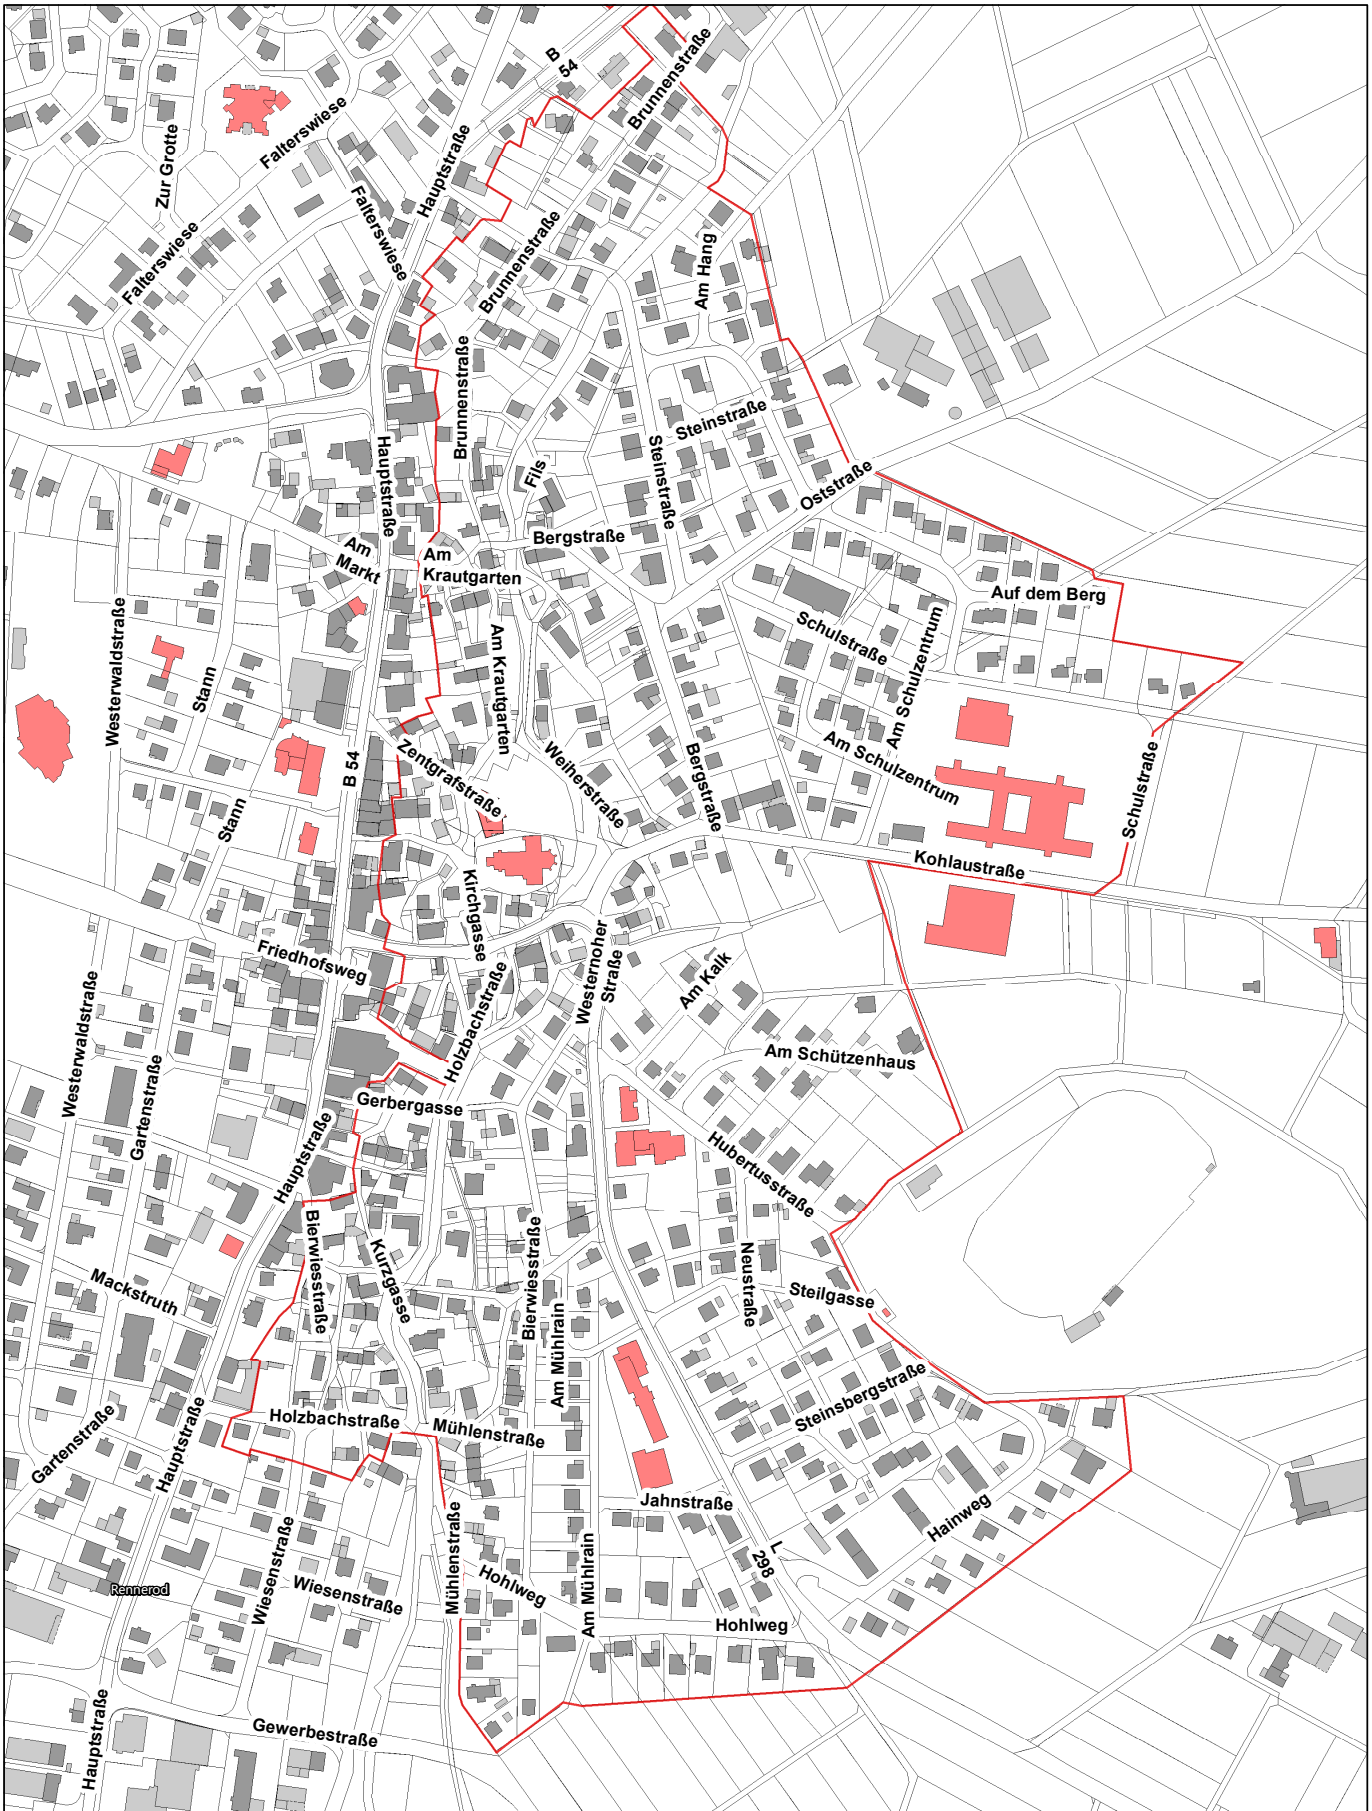 B
54
Brunnenstraße
Falterswiese
Zur Grotte
Hauptstraße
Falterswiese
Falterswiese
Brunnenstraße
Am Hang
Brunnenstraße
Steinstraße
Hauptstraße
Fils
Steinstraße
Oststraße
Bergstraße
Am
Markt
Am
Krautgarten
Auf dem Berg
Westerwaldstraße
Schulstraße
Am Schulzentrum
Am Krautgarten
Stann
B 54
Zentgrafstraße
Weiherstraße
Bergstraße
Am Schulzentrum
Schulstraße
Stann
Kohlaustraße
Kirchgasse
Friedhofsweg
Westernoher
Straße
Am Kalk
Holzbachstraße
Westerwaldstraße
Am Schützenhaus
Gartenstraße
Gerbergasse
Hauptstraße
Hubertusstraße
Bierwiesstraße
Kurzgasse
Bierwiesstraße
Neustraße
Mackstruth
Steilgasse
Am Mühlrain
Steinsbergstraße
Holzbachstraße
Mühlenstraße
Gartenstraße
Hauptstraße
Jahnstraße
Hainweg
Wiesenstraße
Mühlenstraße
Am Mühlrain
L
298
Rennerod
Wiesenstraße
Hohlweg
Hohlweg
Hauptstraße
Gewerbestraße